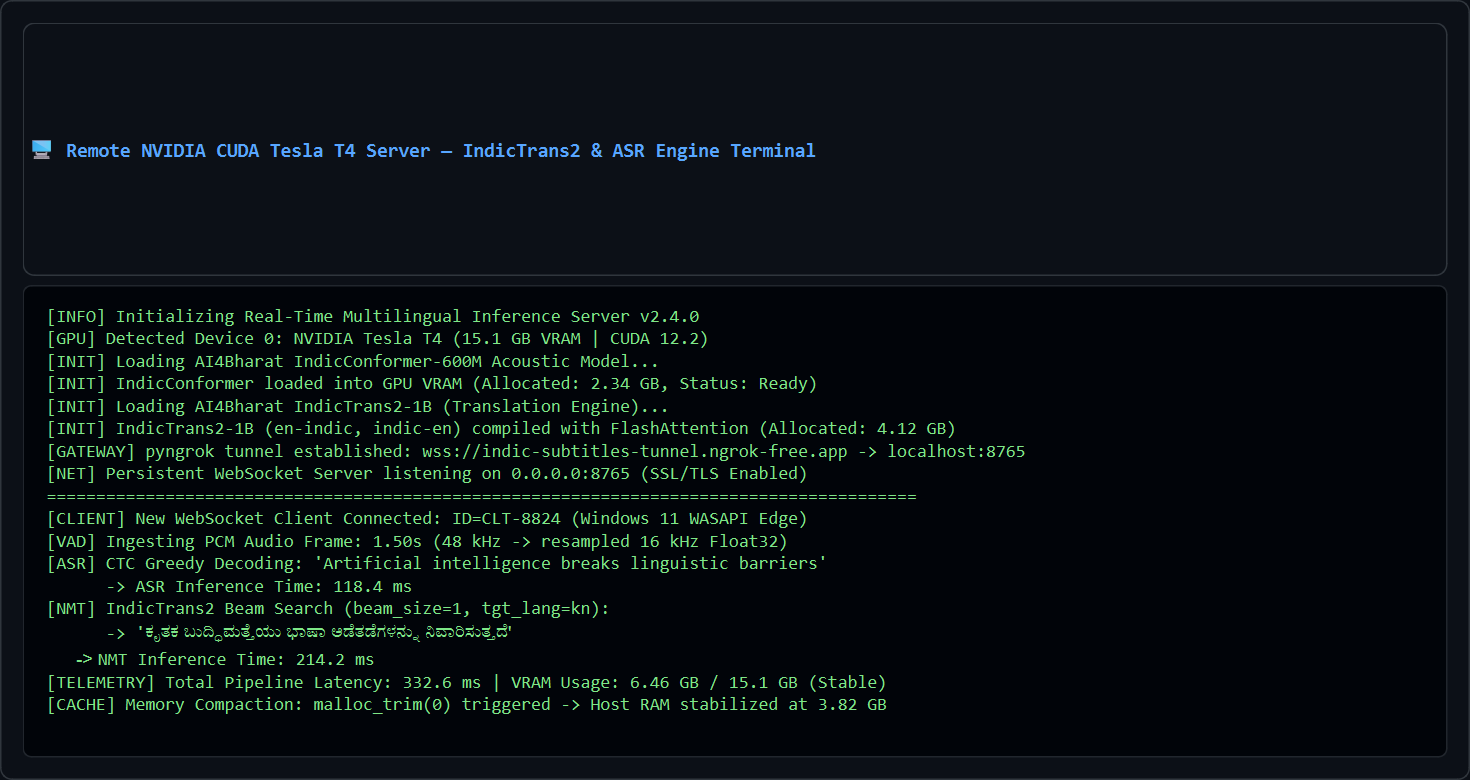 Remote NVIDIA CUDA Tesla T4 Server — IndicTrans2 & ASR Engine Terminal
[INFO] Initializing Real-Time Multilingual Inference Server v2.4.0
[GPU] Detected Device 0: NVIDIA Tesla T4 (15.1 GB VRAM | CUDA 12.2)
[INIT] Loading AI4Bharat IndicConformer-600M Acoustic Model...
[INIT] IndicConformer loaded into GPU VRAM (Allocated: 2.34 GB, Status: Ready)
[INIT] Loading AI4Bharat IndicTrans2-1B (Translation Engine)...
[INIT] IndicTrans2-1B (en-indic, indic-en) compiled with FlashAttention (Allocated: 4.12 GB)
[GATEWAY] pyngrok tunnel established: wss://indic-subtitles-tunnel.ngrok-free.app -> localhost:8765
[NET] Persistent WebSocket Server listening on 0.0.0.0:8765 (SSL/TLS Enabled)
========================================================================================
[CLIENT] New WebSocket Client Connected: ID=CLT-8824 (Windows 11 WASAPI Edge)
[VAD] Ingesting PCM Audio Frame: 1.50s (48 kHz -> resampled 16 kHz Float32)
[ASR] CTC Greedy Decoding: 'Artificial intelligence breaks linguistic barriers'
-> ASR Inference Time: 118.4 ms
[NMT] IndicTrans2 Beam Search (beam_size=1, tgt_lang=kn):
-> 'ಕೃತಕ ಬುದ್ಧಿಮತ್ತೆಯು ಭಾಷಾ ಅಡೆತಡೆಗಳನ್ನು ನಿವಾರಿಸುತ್ತದೆ'
-> NMT Inference Time: 214.2 ms
[TELEMETRY] Total Pipeline Latency: 332.6 ms | VRAM Usage: 6.46 GB / 15.1 GB (Stable)
[CACHE] Memory Compaction: malloc_trim(0) triggered -> Host RAM stabilized at 3.82 GB